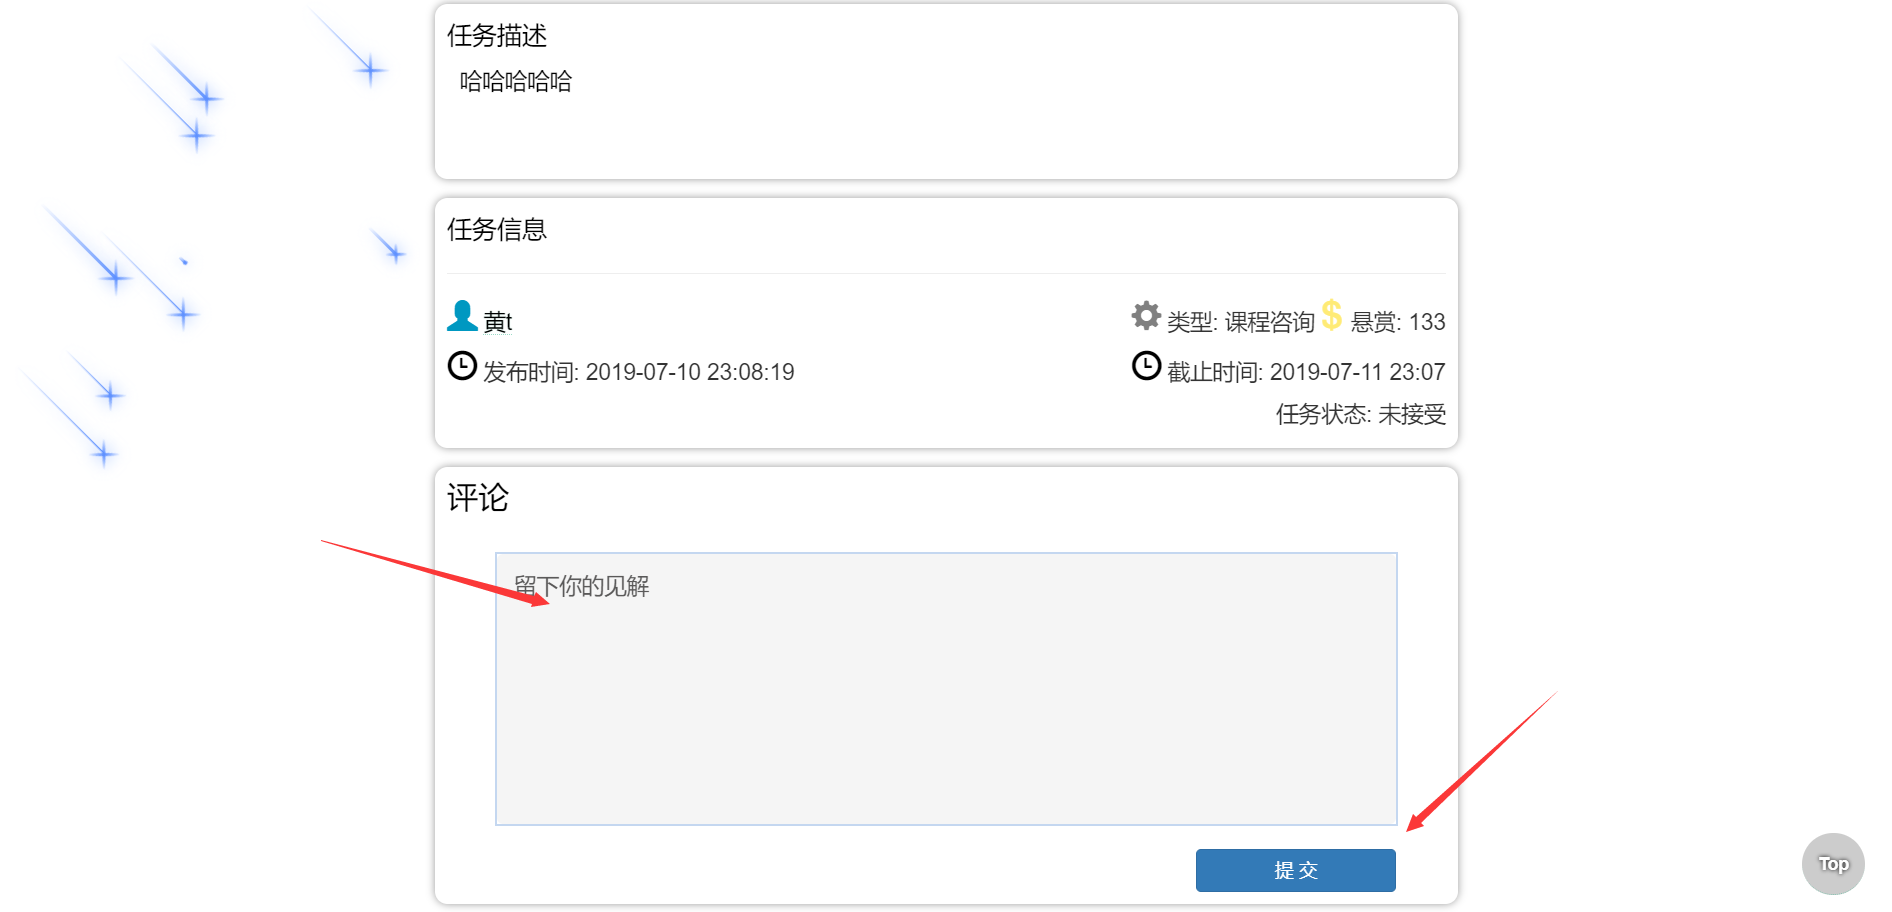 任务描述
哈哈哈哈哈
任务信息
黄t
类型: 课程咨询 $ 悬赏: 133
发布时间: 2019-07-10 23:08:19
截止时间: 2019-07-11 23:07
任务状态: 未接受
评论
留下你的见解
提 交
Top